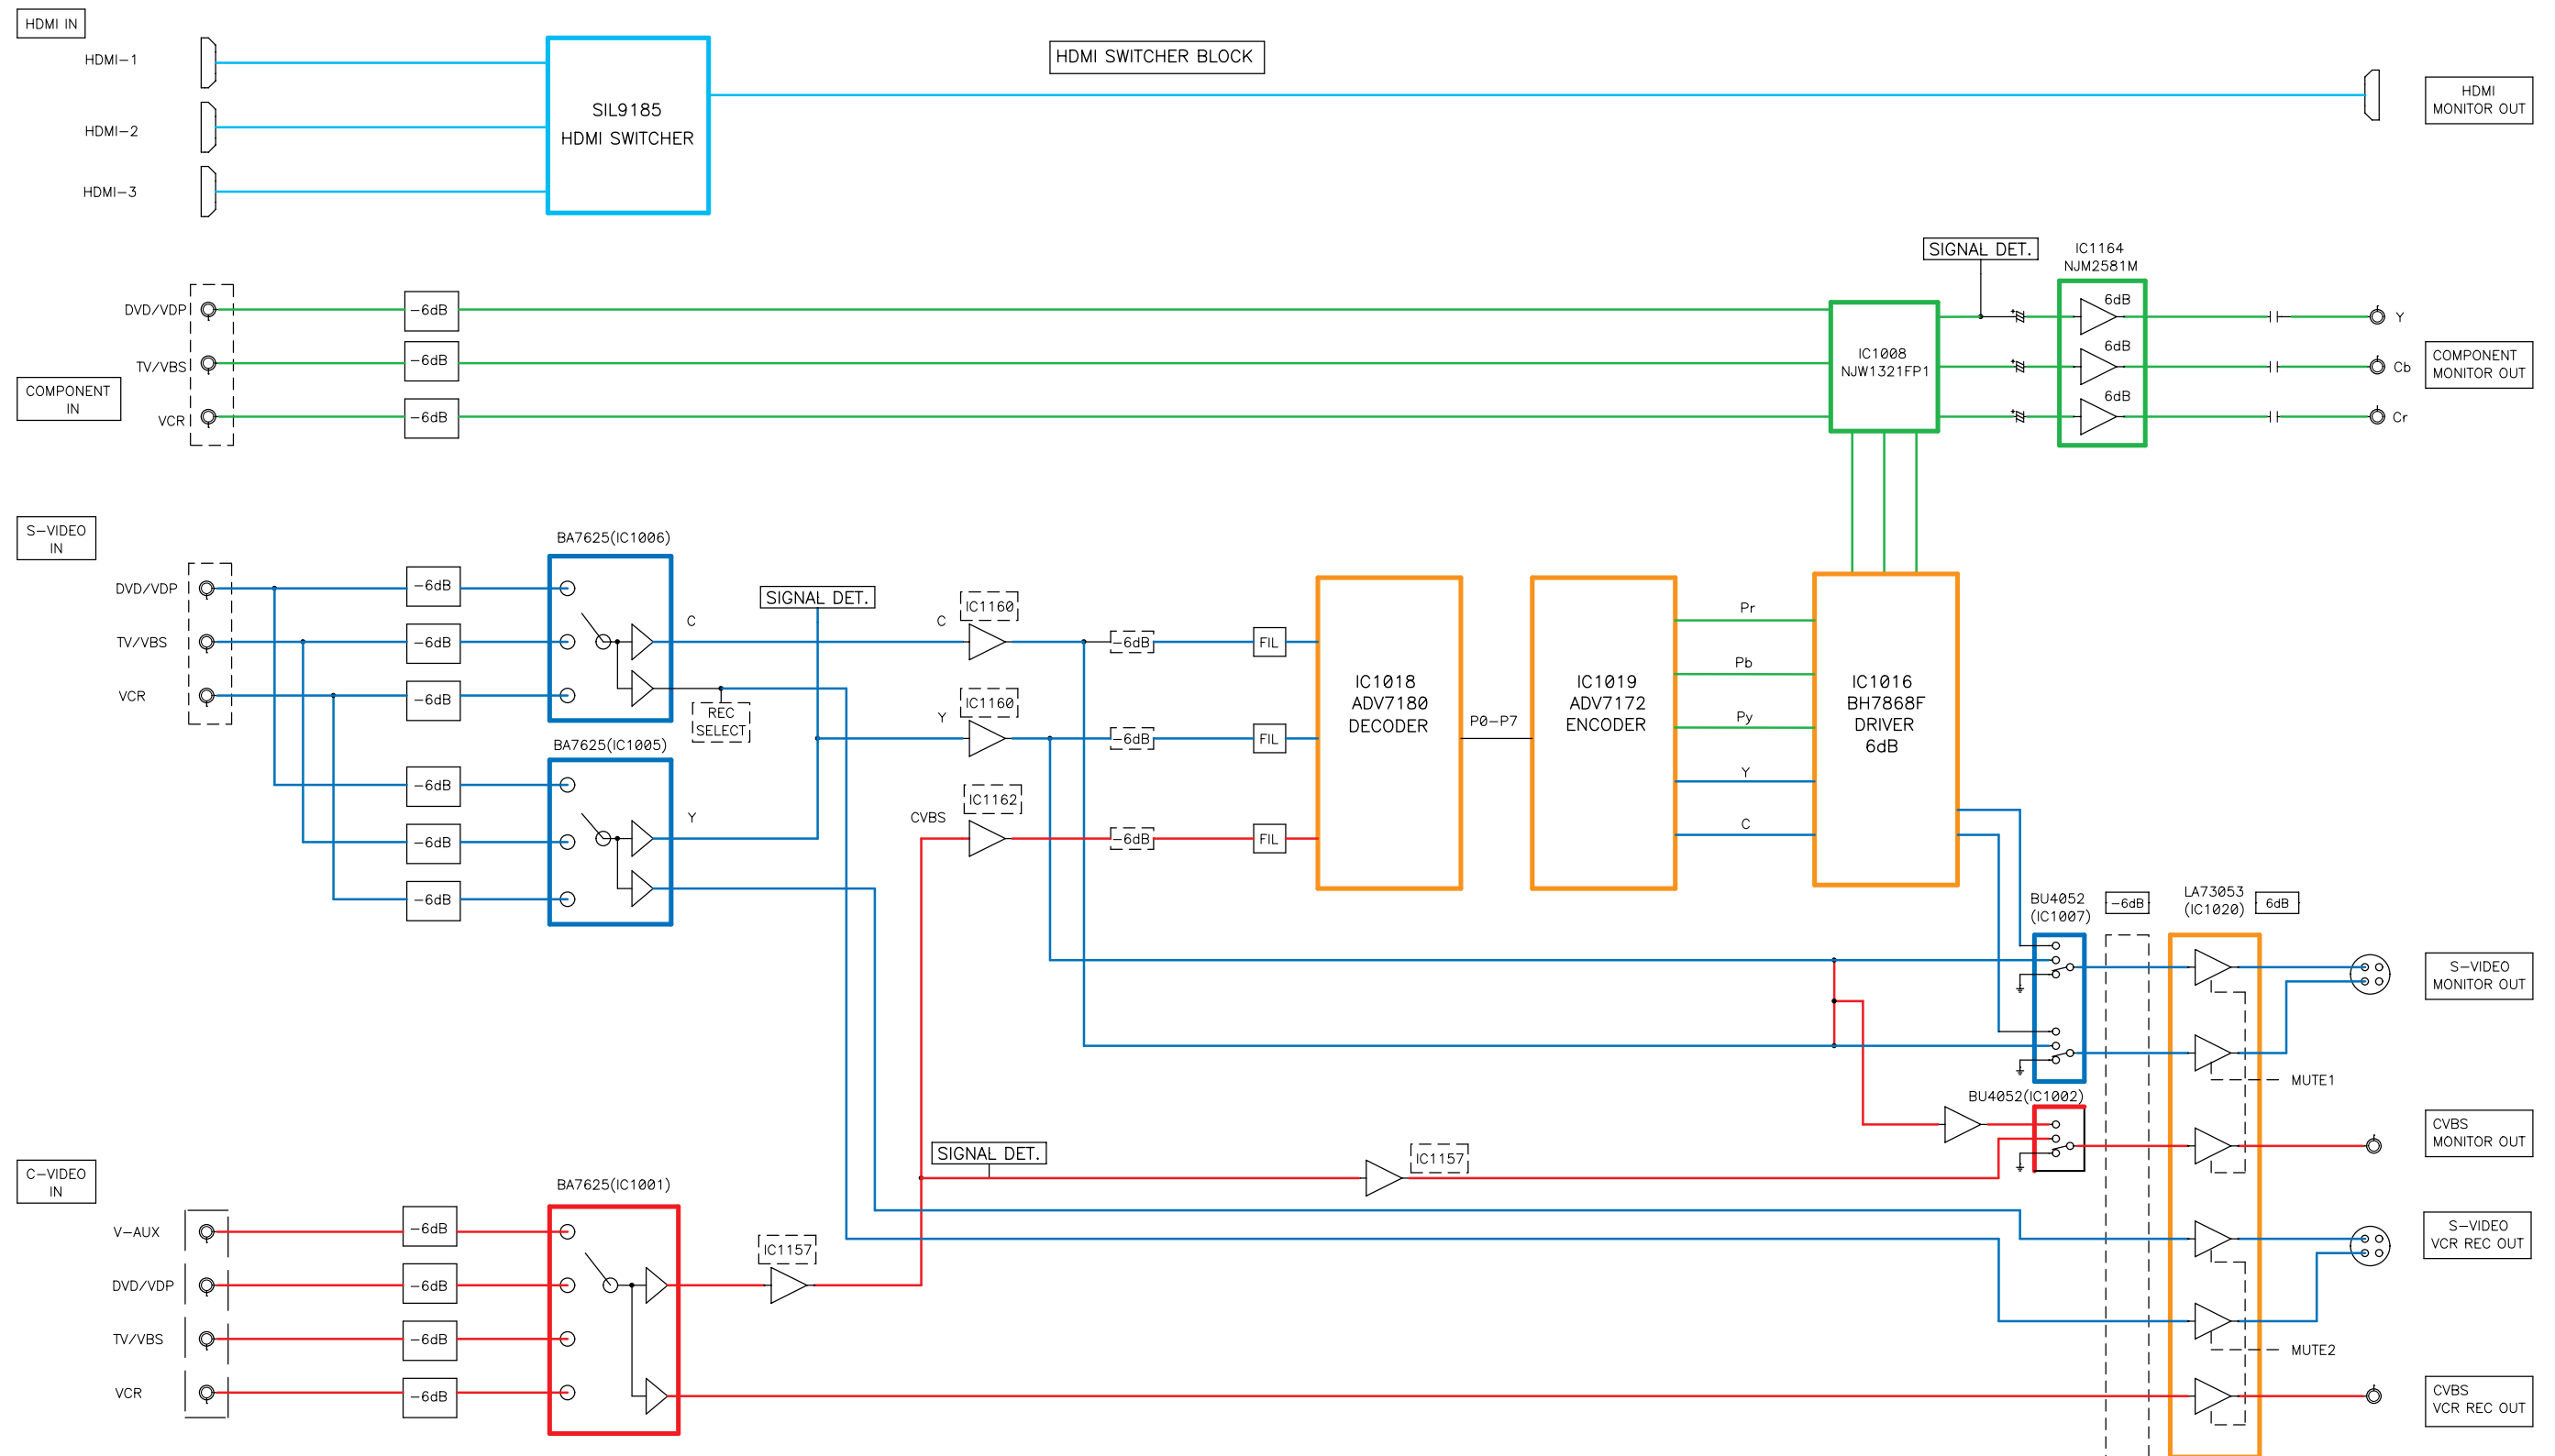 HDMI IN
HDMI-1
HDMI-2
HDMI-3
SIL9185
HDMI SWITCHER
HDMI SWITCHER BLOCK
HDMI
MONITOR OUT
SIGNAL DET.
IC1164
NJM2581M
DVD/VDP
TV/VBS
VCR
COMPONENT
IN
-6dB
-6dB
-6dB
IC1008
NJW1321FP1
6dB
6dB
6dB
Y
Cb
Cr
COMPONENT
MONITOR OUT
S-VIDEO
IN
DVD/VDP
TV/VBS
VCR
-6dB
-6dB
-6dB
-6dB
-6dB
-6dB
BA7625(IC1006)
C
REC
SELECT
BA7625(IC1005)
Y
SIGNAL DET.
C
IC1160
Y
IC1160
CVBS
IC1162
-6dB
-6dB
-6dB
FIL
FIL
FIL
IC1018
ADV7180
DECODER
P0-P7
IC1019
ADV7172
ENCODER
Pr
Pb
Py
Y
C
IC1016
BH7868F
DRIVER
6dB
BU4052
(IC1007)
-6dB
LA73053
(IC1020)
6dB
S-VIDEO
MONITOR OUT
MUTE1
BU4052(IC1002)
CVBS
MONITOR OUT
SIGNAL DET.
IC1157
C-VIDEO
IN
V-AUX
DVD/VDP
TV/VBS
VCR
-6dB
-6dB
-6dB
-6dB
BA7625(IC1001)
IC1157
S-VIDEO
VCR REC OUT
MUTE2
CVBS
VCR REC OUT